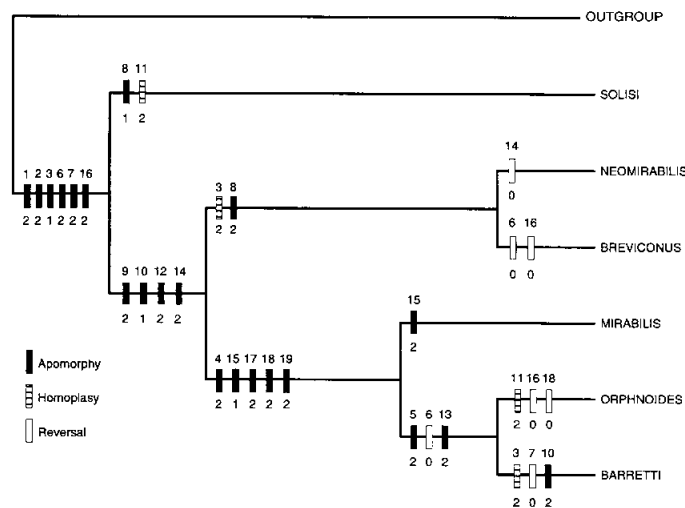 OUTGROUP
8 11
SOLISI
1 2
14
NEOMIRABILIS
1 2 3 6 7 16
3 8
0
6 16
2 2 1 2 2 2
2 2
BREVICONUS
9 10 12 14
0 0
2 1 2 2
15
MIRABILIS
2
Apomorphy
4 15 17 18 19
11 16 18
Homoplasy
ORPHNOIDES
2 1 2 2 2
5 6 13
2 0 0
Reversal
3 7 10
2 0 2
BARRETTI
2 0 2